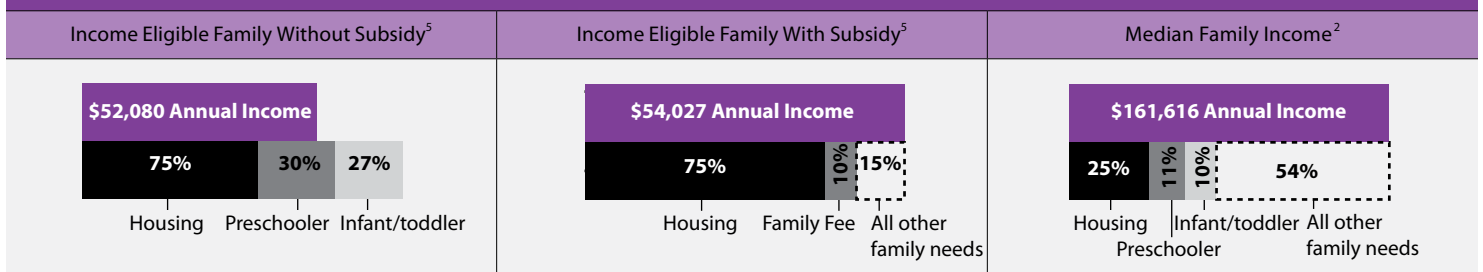 Income Eligible Family Without Subsidy5
$52,080 Annual Income
75% 30% 27%
Housing Preschooler Infant/toddler
Income Eligible Family With Subsidy5
$54,027 Annual Income
75% 10% 15%
Housing Family Fee All other
family needs
Median Family Income2
$161,616 Annual Income
25% 11% 10% 54%
Housing Infant/toddler All other
Preschooler family needs